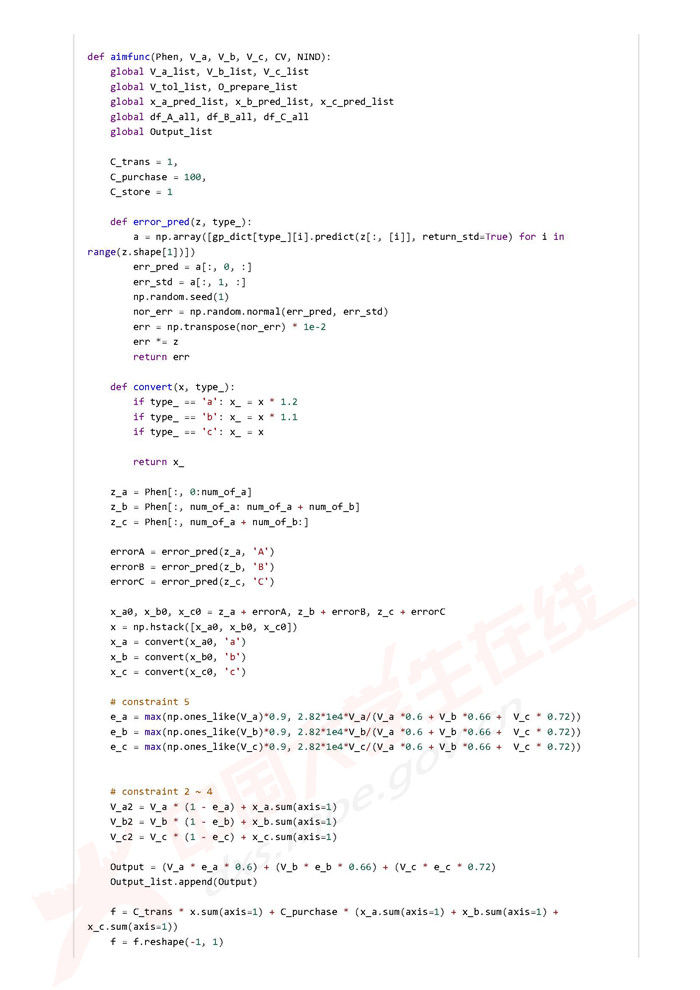 def aimfunc(Phen, V_a, V_b, V_c, CV, NIND):
    global V_a_list, V_b_list, V_c_list
    global V_tol_list, O_prepare_list
    global x_a_pred_list, x_b_pred_list, x_c_pred_list
    global df_A_all, df_B_all, df_C_all
    global Output_list

    C_trans = 1,
    C_purchase = 100,
    C_store = 1

    def error_pred(z, type_):
        a = np.array([gp_dict[type_][i].predict(z[:, [i]], return_std=True) for i in
range(z.shape[1])])
        err_pred = a[:, 0, :]
        err_std = a[:, 1, :]
        np.random.seed(1)
        nor_err = np.random.normal(err_pred, err_std)
        err = np.transpose(nor_err) * 1e-2
        err *= z
        return err

    def convert(x, type_):
        if type_ == 'a': x_ = x * 1.2
        if type_ == 'b': x_ = x * 1.1
        if type_ == 'c': x_ = x

        return x_

    z_a = Phen[:, 0:num_of_a]
    z_b = Phen[:, num_of_a: num_of_a + num_of_b]
    z_c = Phen[:, num_of_a + num_of_b:]

    errorA = error_pred(z_a, 'A')
    errorB = error_pred(z_b, 'B')
    errorC = error_pred(z_c, 'C')

    x_a0, x_b0, x_c0 = z_a + errorA, z_b + errorB, z_c + errorC
    x = np.hstack([x_a0, x_b0, x_c0])
    x_a = convert(x_a0, 'a')
    x_b = convert(x_b0, 'b')
    x_c = convert(x_c0, 'c')

    # constraint 5
    e_a = max(np.ones_like(V_a)*0.9, 2.82*1e4*V_a/(V_a *0.6 + V_b *0.66 +  V_c * 0.72))
    e_b = max(np.ones_like(V_b)*0.9, 2.82*1e4*V_b/(V_a *0.6 + V_b *0.66 +  V_c * 0.72))
    e_c = max(np.ones_like(V_c)*0.9, 2.82*1e4*V_c/(V_a *0.6 + V_b *0.66 +  V_c * 0.72))

    # constraint 2 ~ 4
    V_a2 = V_a * (1 - e_a) + x_a.sum(axis=1)
    V_b2 = V_b * (1 - e_b) + x_b.sum(axis=1)
    V_c2 = V_c * (1 - e_c) + x_c.sum(axis=1)

    Output = (V_a * e_a * 0.6) + (V_b * e_b * 0.66) + (V_c * e_c * 0.72)
    Output_list.append(Output)

    f = C_trans * x.sum(axis=1) + C_purchase * (x_a.sum(axis=1) + x_b.sum(axis=1) +
x_c.sum(axis=1))
    f = f.reshape(-1, 1)
中国大学生在线